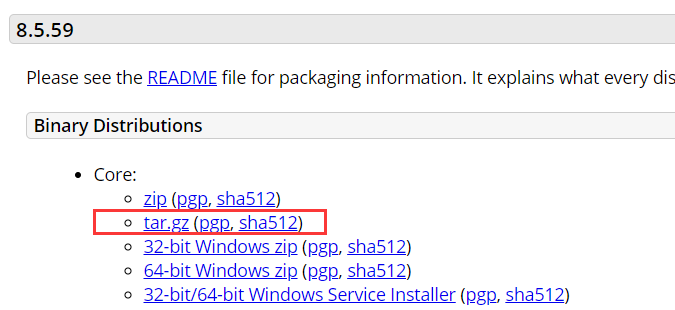 8.5.59
Please see the README file for packaging information. It explains what every dis
Binary Distributions
Core:
zip (pgp, sha512)
tar.gz (pgp, sha512)
32-bit Windows zip (pgp, sha512)
64-bit Windows zip (pgp, sha512)
32-bit/64-bit Windows Service Installer (pgp, sha512)